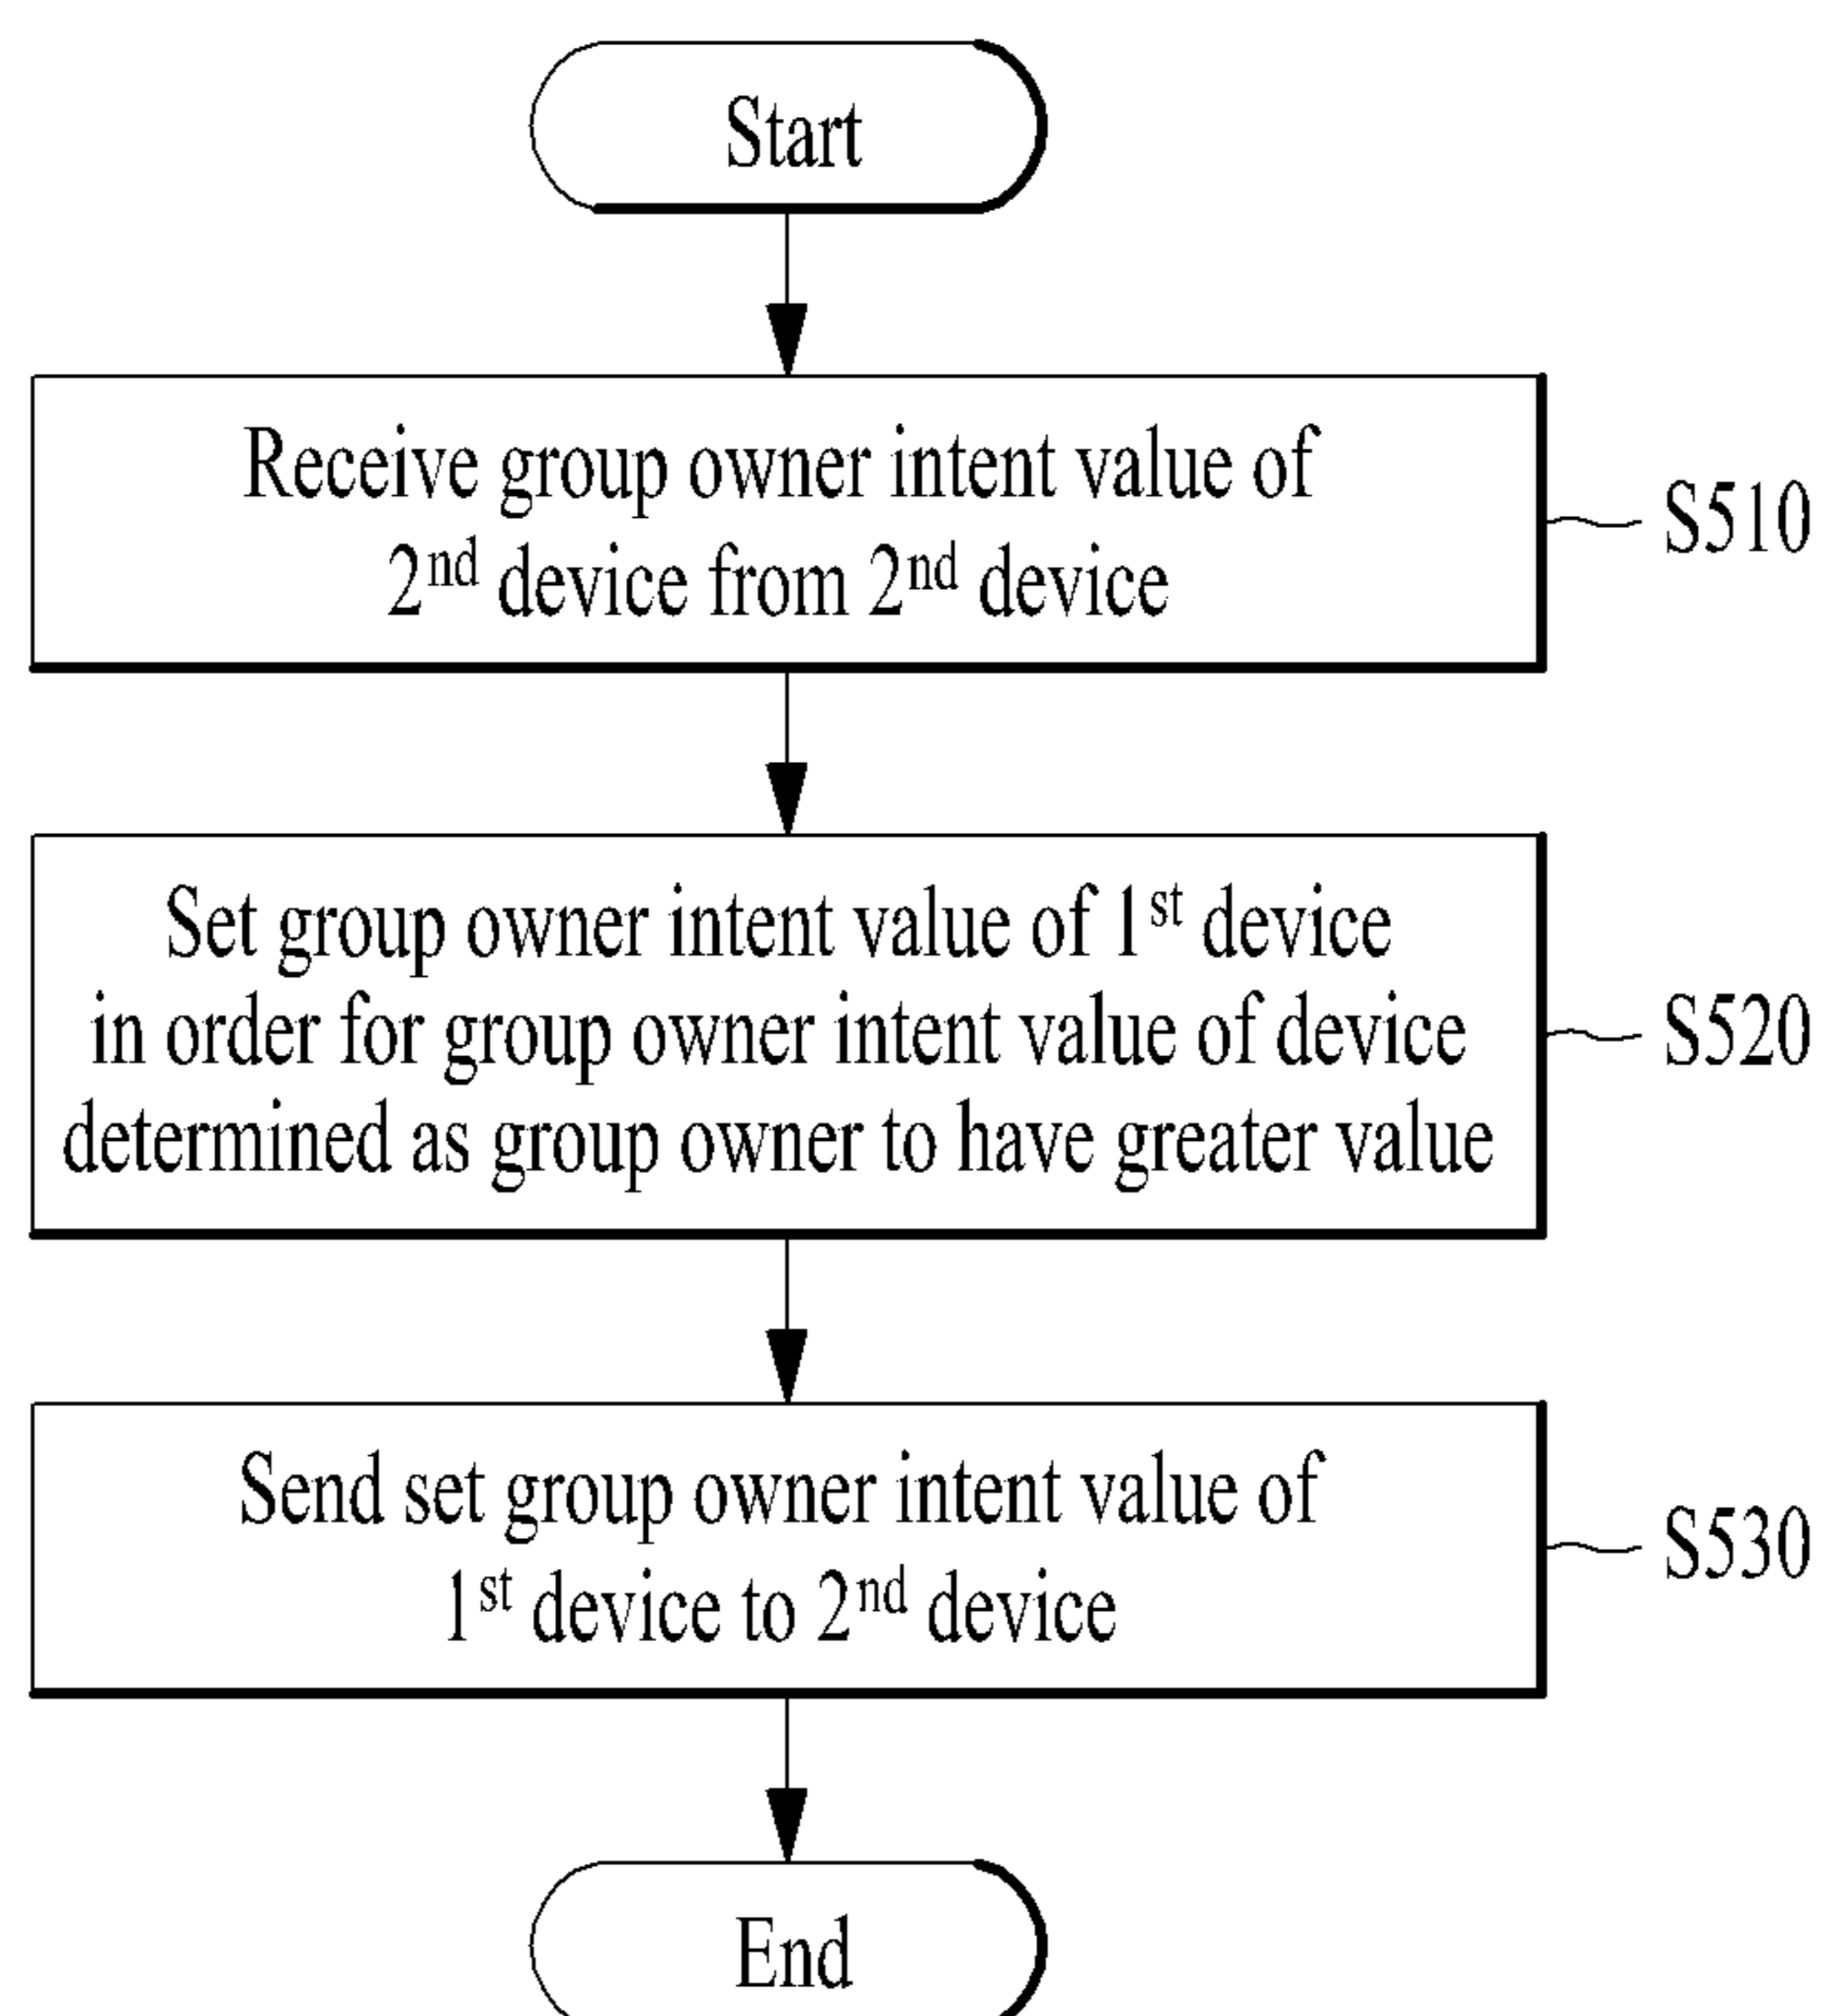 Start
Receive group owner intent value of
2nd device from 2nd device
S510
Set group owner intent value of 1st device
in order for group owner intent value of device
determined as group owner to have greater value
S520
Send set group owner intent value of
1st device to 2nd device
S530
End